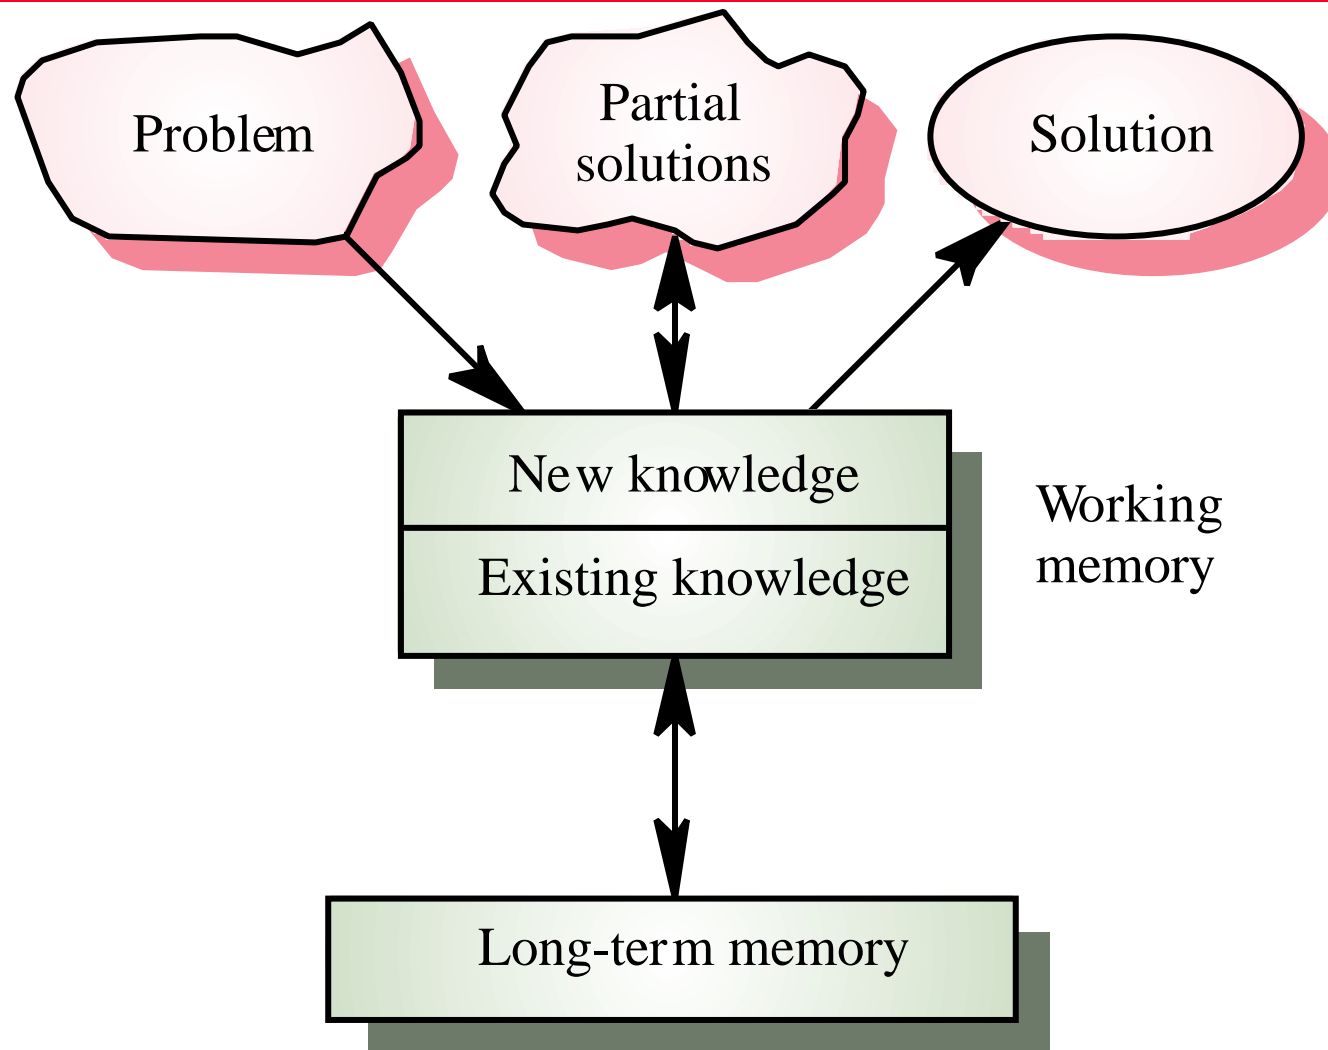 Problem
Partial
solutions
Solution
New knowledge
Existing knowledge
Working
memory
Long-term memory